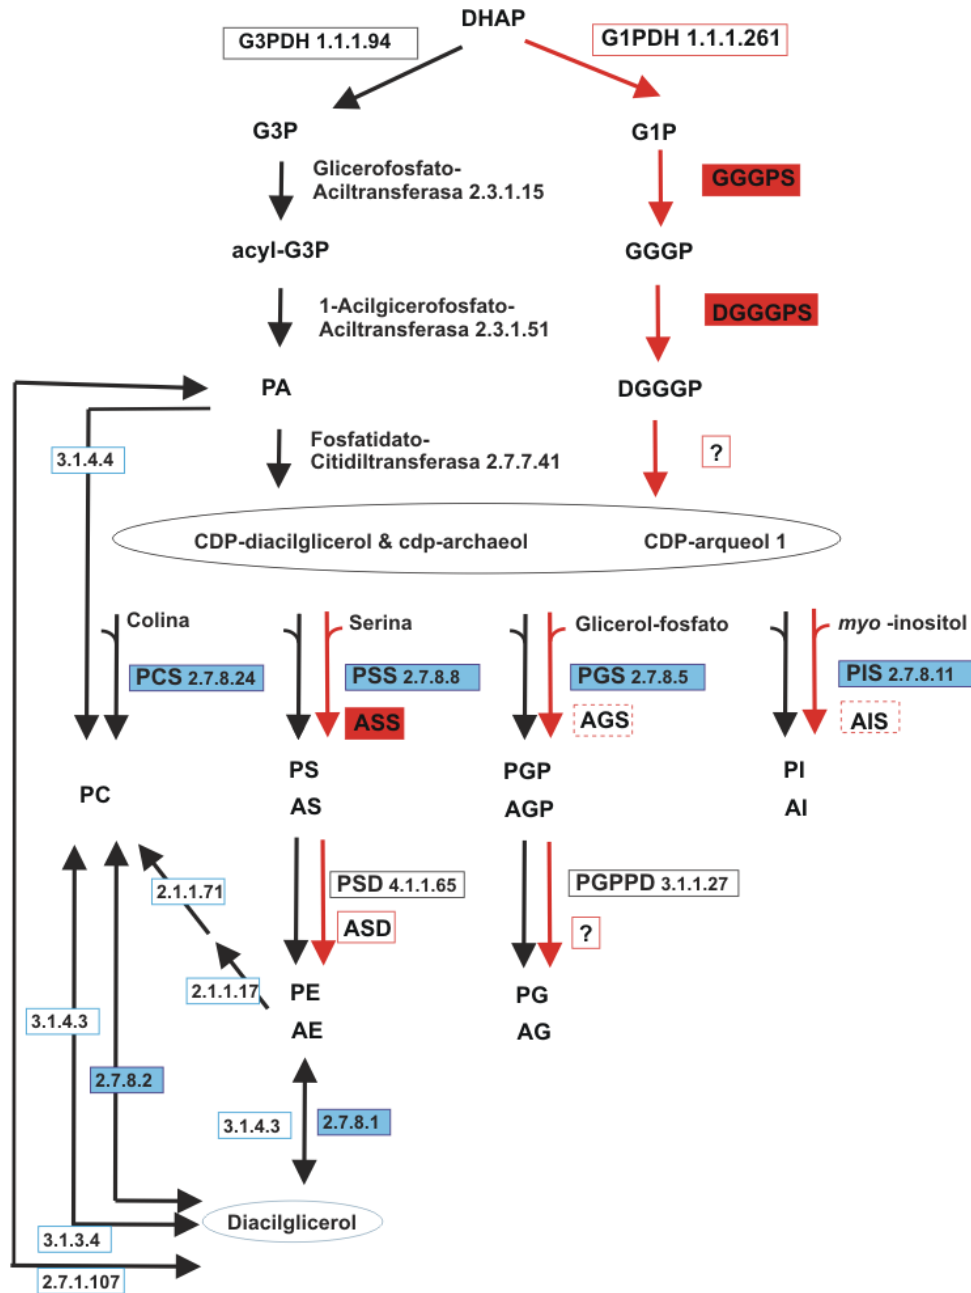 DHAP
G3PDH 1.1.1.94
G1PDH 1.1.1.261
G3P
G1P
Glicerofosfato-
Aciltransferasa 2.3.1.15
GGGPS
acyl-G3P
GGGP
1-Acilgicerofosfato-
Aciltransferasa 2.3.1.51
DGGGPS
PA
DGGGP
3.1.4.4
Fosfatidato-
Citidiltransferasa 2.7.7.41
?
CDP-diacilglicerol & cdp-archaeol
CDP-arqueol 1
Colina
Serina
Glicerol-fosfato
myo -inositol
PCS 2.7.8.24
PSS 2.7.8.8
PGS 2.7.8.5
PIS 2.7.8.11
ASS
AGS
AIS
PC
PS
AS
PGP
AGP
PI
AI
2.1.1.71
PSD 4.1.1.65
PGPPD 3.1.1.27
ASD
?
2.1.1.17
PE
AE
PG
AG
3.1.4.3
2.7.8.2
3.1.4.3
2.7.8.1
Diacilglicerol
3.1.3.4
2.7.1.107